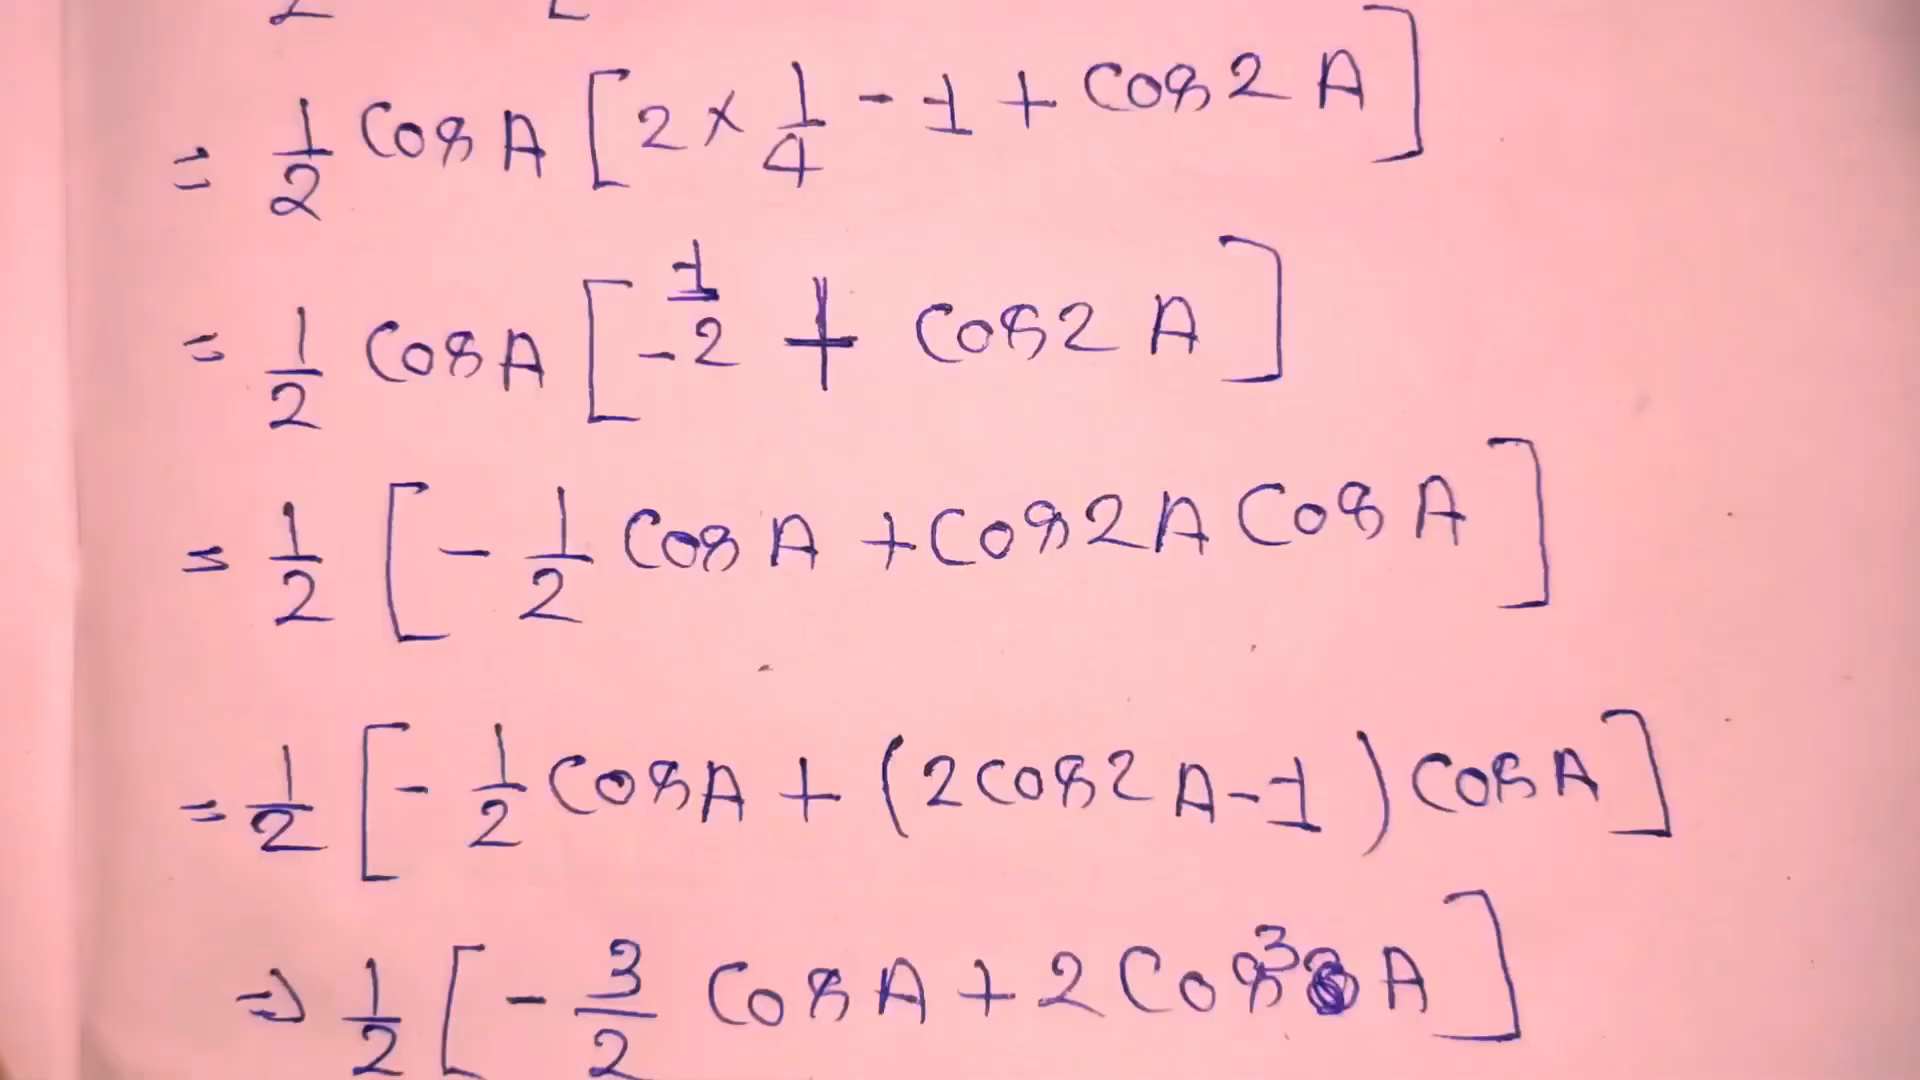 = 1/2 Cos A [2 × 1/4 - 1 + Cos 2 A]
= 1/2 Cos A [- 1/2 + Cos 2 A]
= 1/2 [- 1/2 Cos A + Cos 2A Cos A]
= 1/2 [- 1/2 Cos A + (2 cos 2 A - 1) Cos A]
⇒ 1/2 [- 3/2 Cos A + 2 Cos³ A]